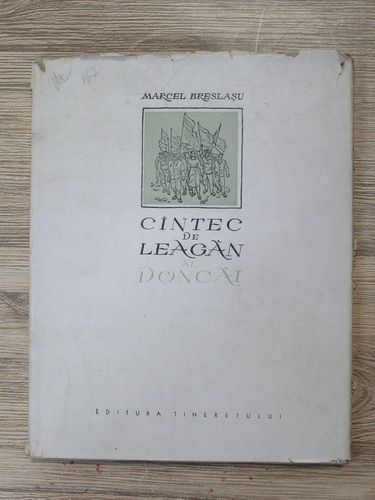 MARCEL BRESLAȘU
CÎNTEC
DE
LEAGĂN
AL
DONCĂI
EDITURA TINERETULUI